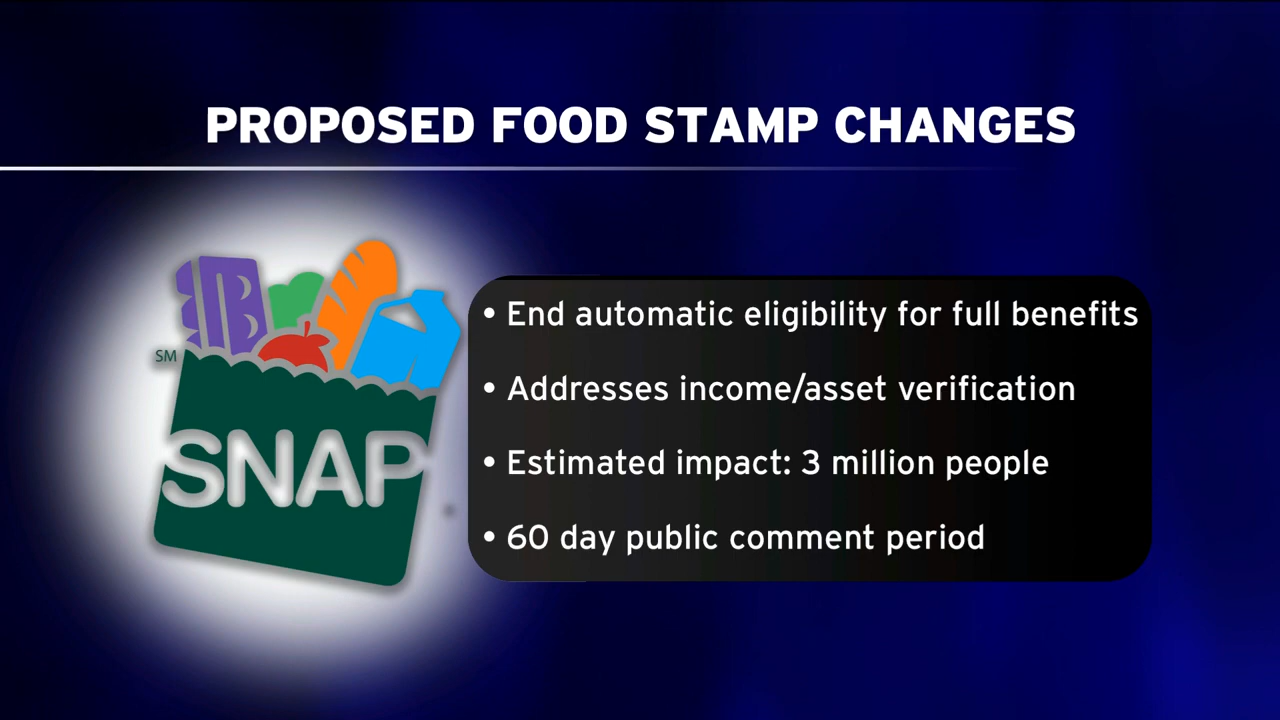 PROPOSED FOOD STAMP CHANGES
SM
SNAP
• End automatic eligibility for full benefits
• Addresses income/asset verification
• Estimated impact: 3 million people
• 60 day public comment period